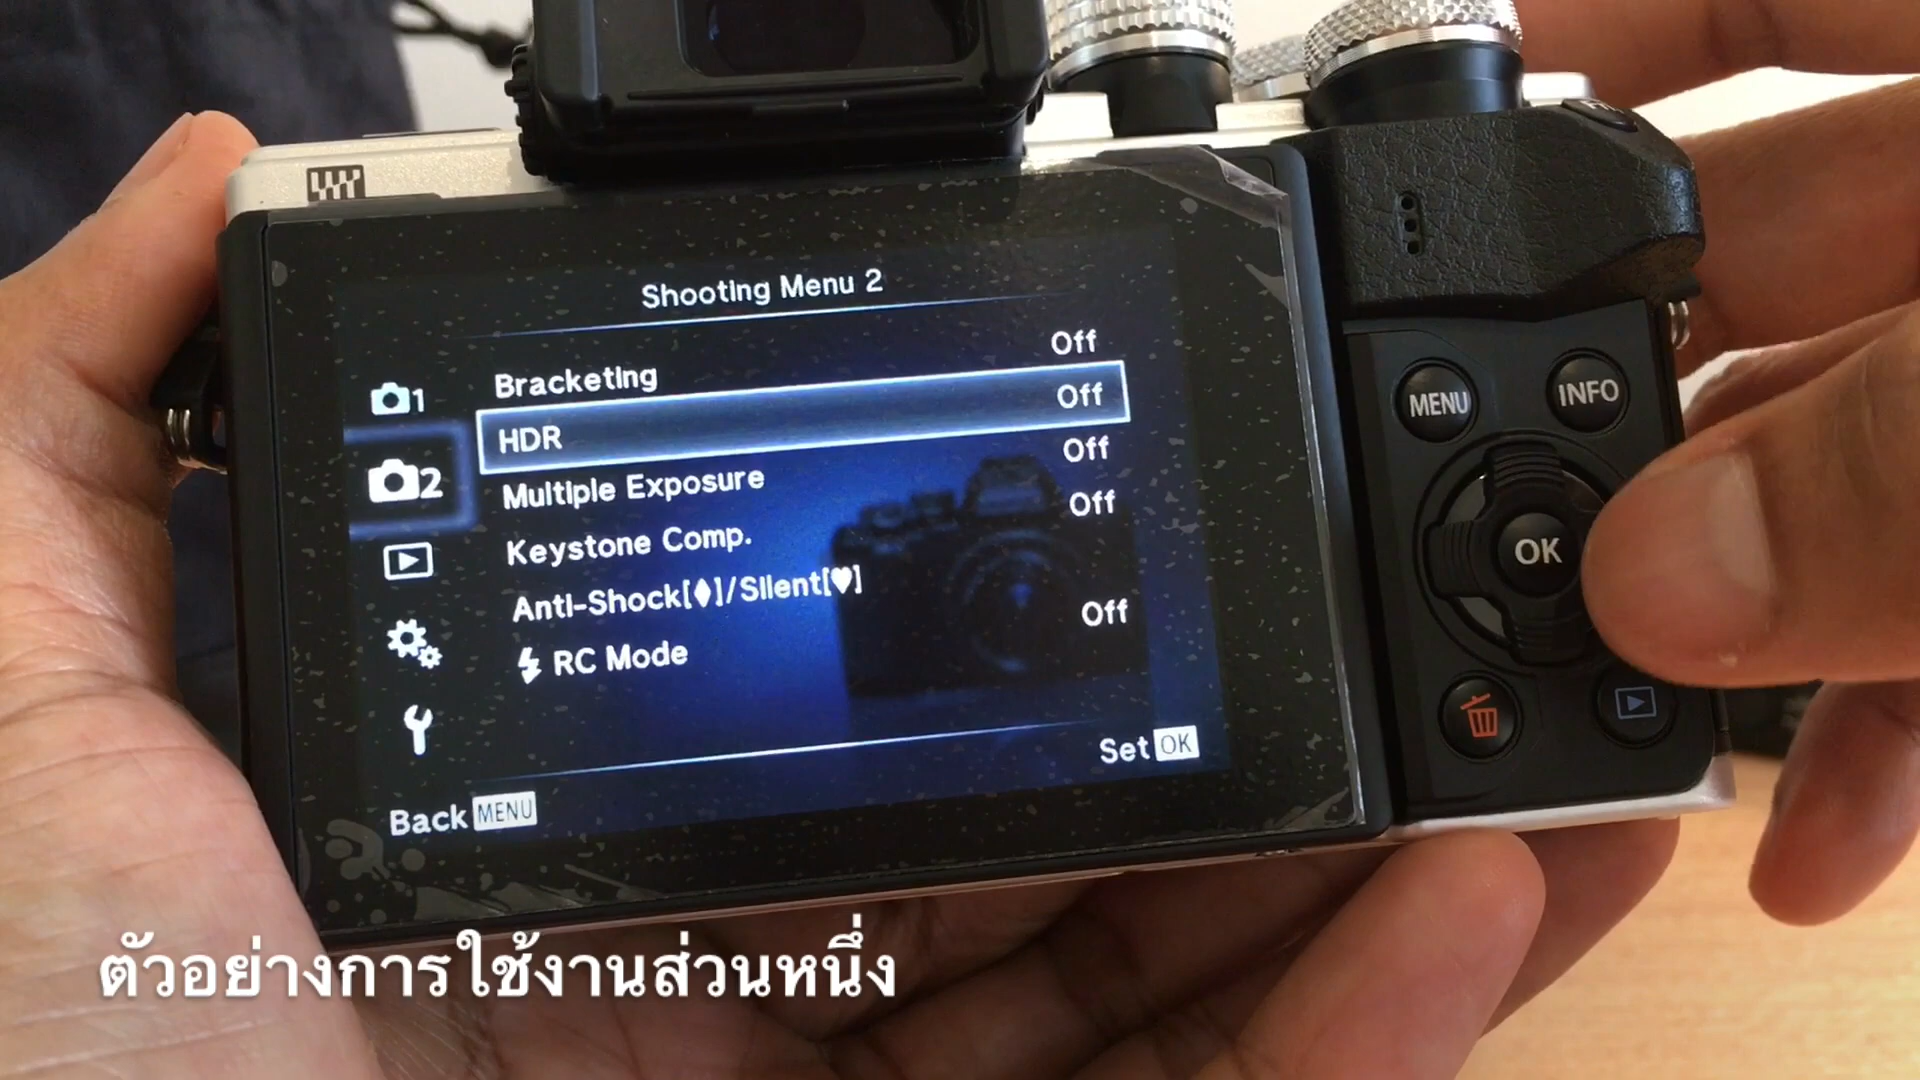 Shooting Menu 2
1
2
Bracketing Off
HDR Off
Multiple Exposure Off
Keystone Comp. Off
Anti-Shock[♦]/Silent[♥]
RC Mode Off
Back MENU
Set OK
MENU
INFO
OK
ตัวอย่างการใช้งานส่วนหนึ่ง